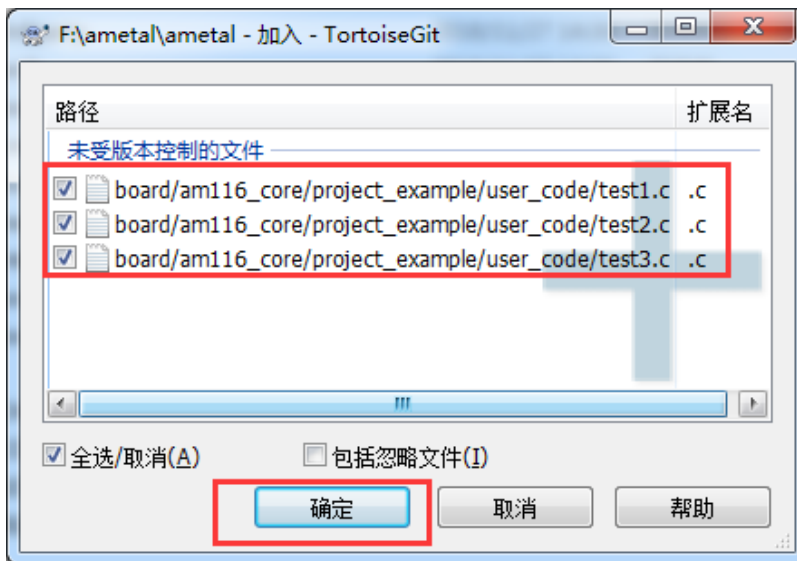 F:\ametal\ametal - 加入 - TortoiseGit
路径 扩展名
未受版本控制的文件
board/am116_core/project_example/user_code/test1.c .c
board/am116_core/project_example/user_code/test2.c .c
board/am116_core/project_example/user_code/test3.c .c
全选/取消(A) 包括忽略文件(I)
确定 取消 帮助